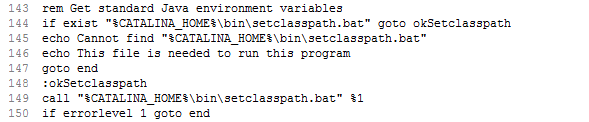 143 rem Get standard Java environment variables
144 if exist "%CATALINA_HOME%\bin\setclasspath.bat" goto okSetclasspath
145 echo Cannot find "%CATALINA_HOME%\bin\setclasspath.bat"
146 echo This file is needed to run this program
147 goto end
148 :okSetclasspath
149 call "%CATALINA_HOME%\bin\setclasspath.bat" %1
150 if errorlevel 1 goto end